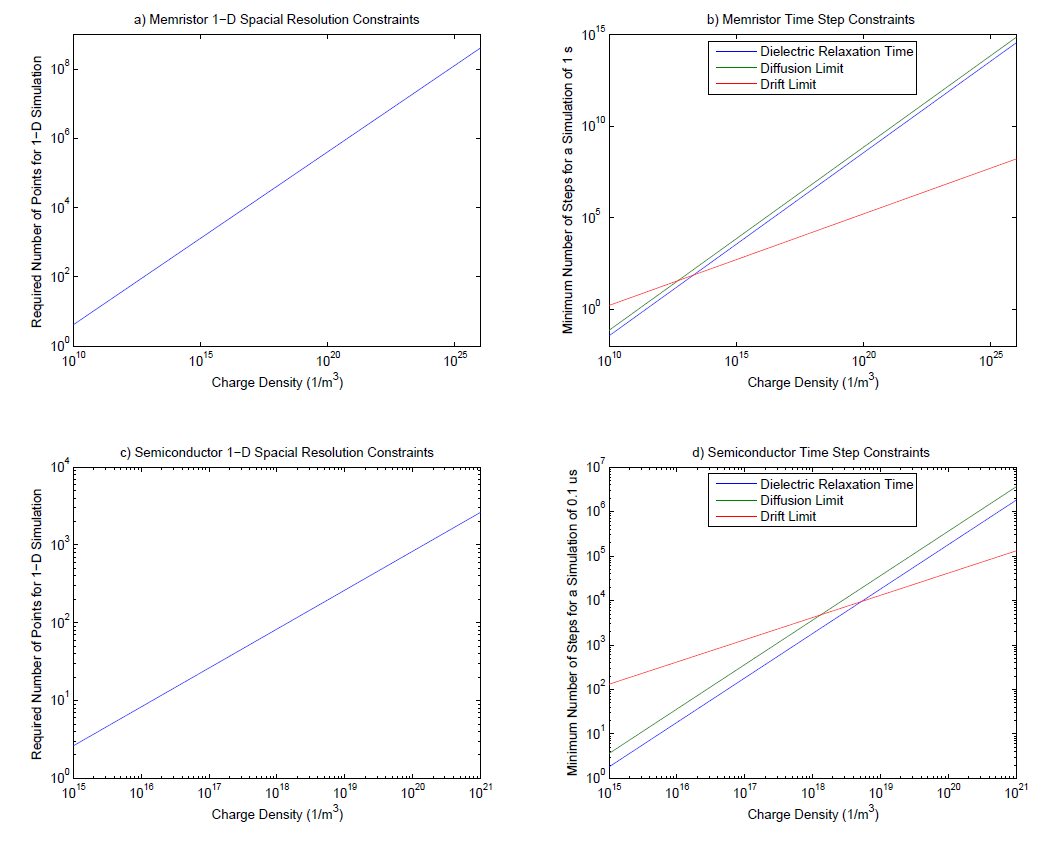 a) Memristor 1−D Spacial Resolution Constraints
Required Number of Points for 1−D Simulation
10^8
10^6
10^4
10^2
10^0
10^10 10^15 10^20 10^25
Charge Density (1/m^3)
b) Memristor Time Step Constraints
Minimum Number of Steps for a Simulation of 1 s
10^15
10^10
10^5
10^0
Dielectric Relaxation Time
Diffusion Limit
Drift Limit
10^10 10^15 10^20 10^25
Charge Density (1/m^3)
c) Semiconductor 1−D Spacial Resolution Constraints
Required Number of Points for 1−D Simulation
10^4
10^3
10^2
10^1
10^0
10^15 10^16 10^17 10^18 10^19 10^20 10^21
Charge Density (1/m^3)
d) Semiconductor Time Step Constraints
Minimum Number of Steps for a Simulation of 0.1 us
10^7
10^6
10^5
10^4
10^3
10^2
10^1
10^0
Dielectric Relaxation Time
Diffusion Limit
Drift Limit
10^15 10^16 10^17 10^18 10^19 10^20 10^21
Charge Density (1/m^3)